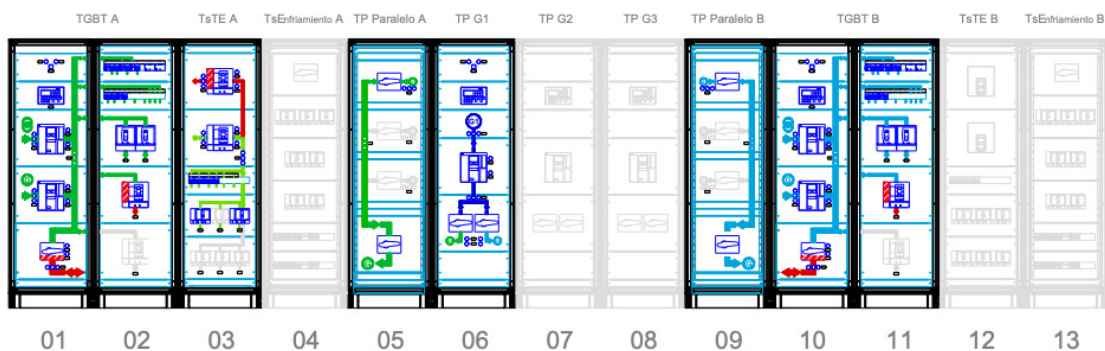 TGBT A TsTE A TsEnfriamiento A TP Paralelo A TP G1 TP G2 TP G3 TP Paralelo B TGBT B TsTE B TsEnfriamiento B
01 02 03 04 05 06 07 08 09 10 11 12 13